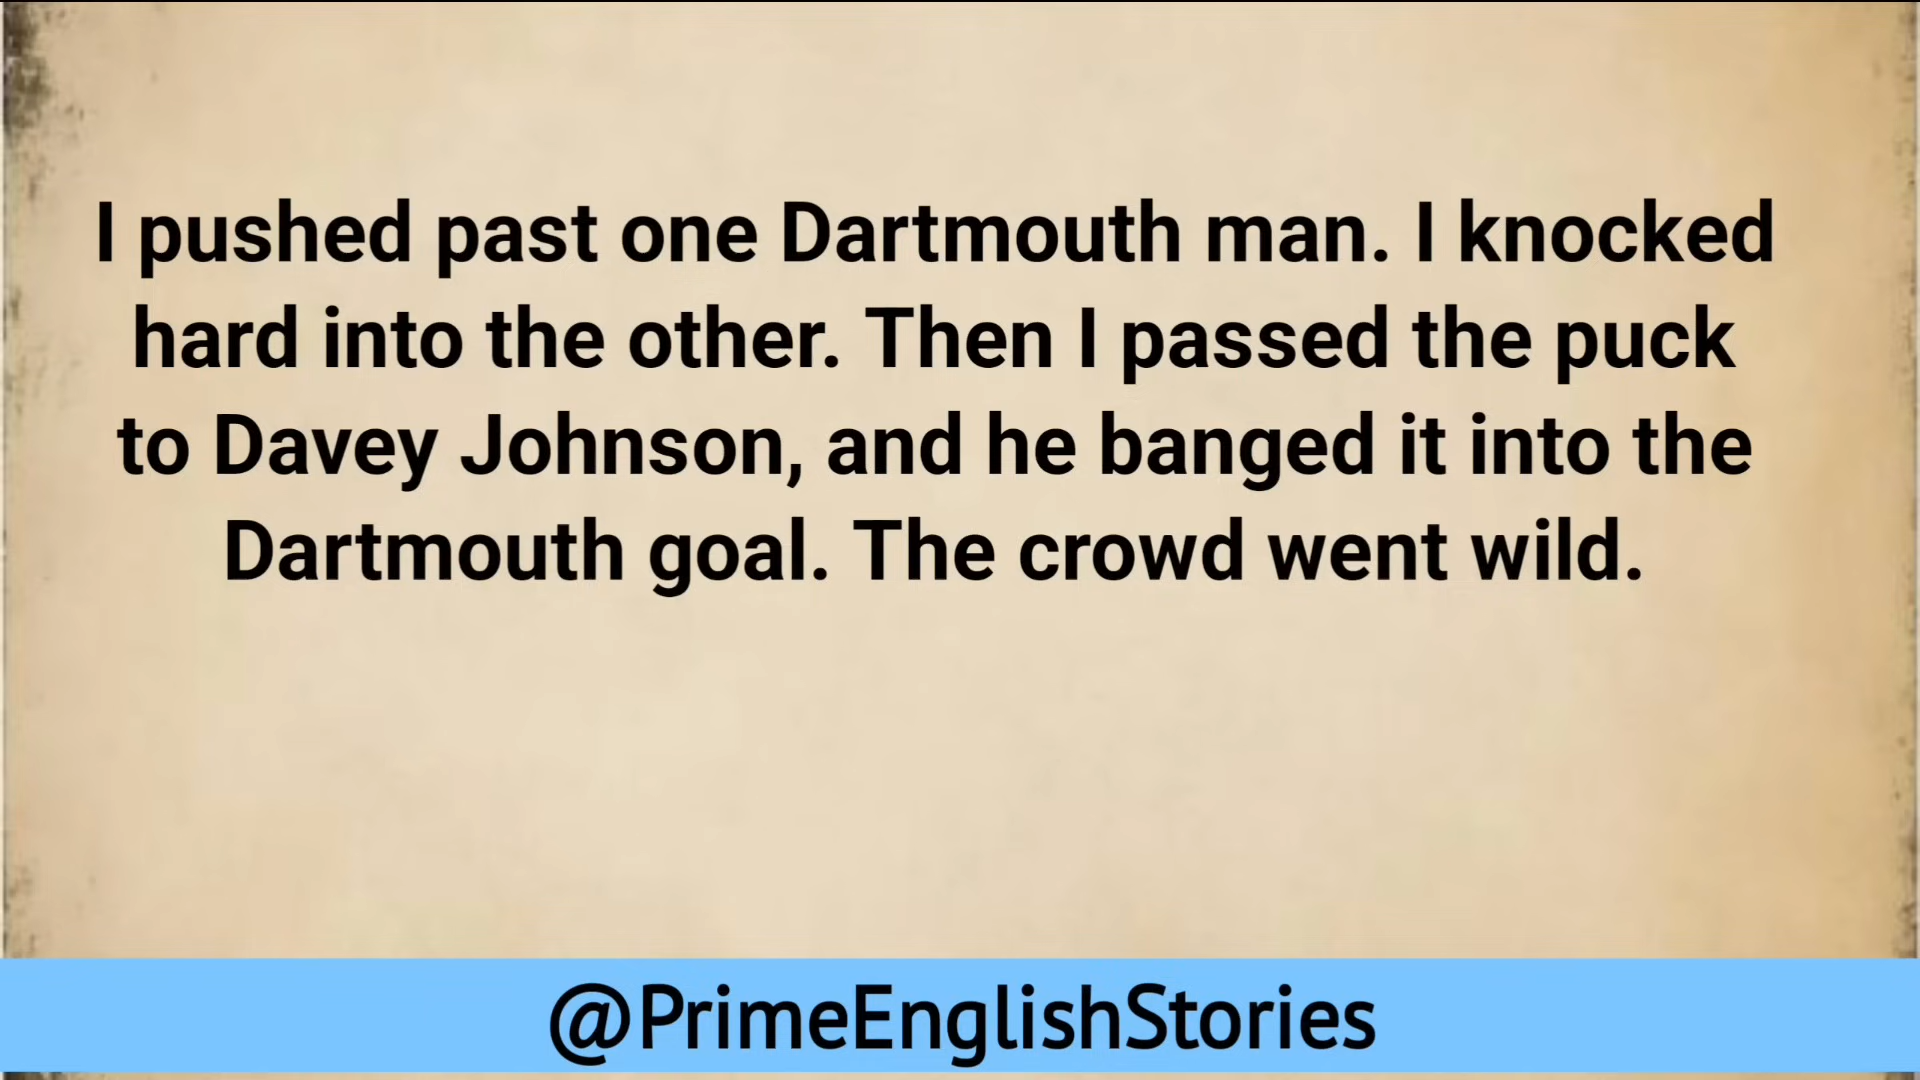 I pushed past one Dartmouth man. I knocked
hard into the other. Then I passed the puck
to Davey Johnson, and he banged it into the
Dartmouth goal. The crowd went wild.
@PrimeEnglishStories